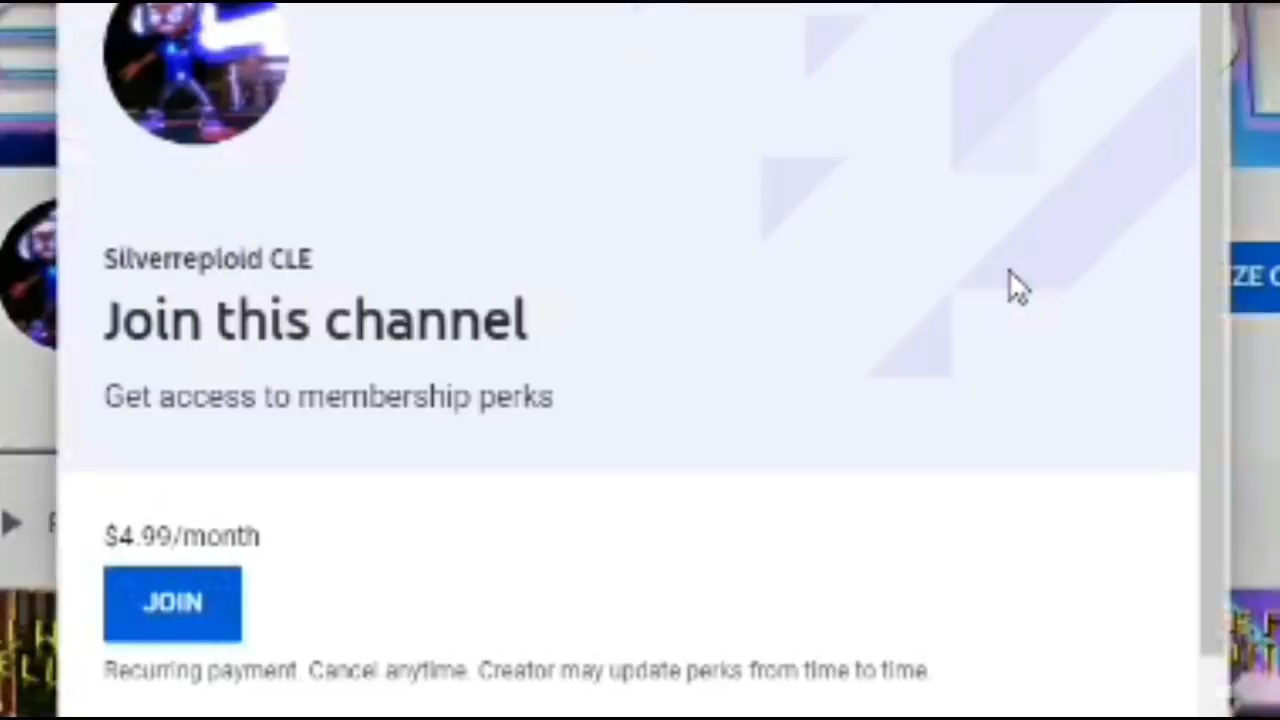 Silverreploid CLE
Join this channel
Get access to membership perks
$4.99/month
JOIN
Recurring payment. Cancel anytime. Creator may update perks from time to time.